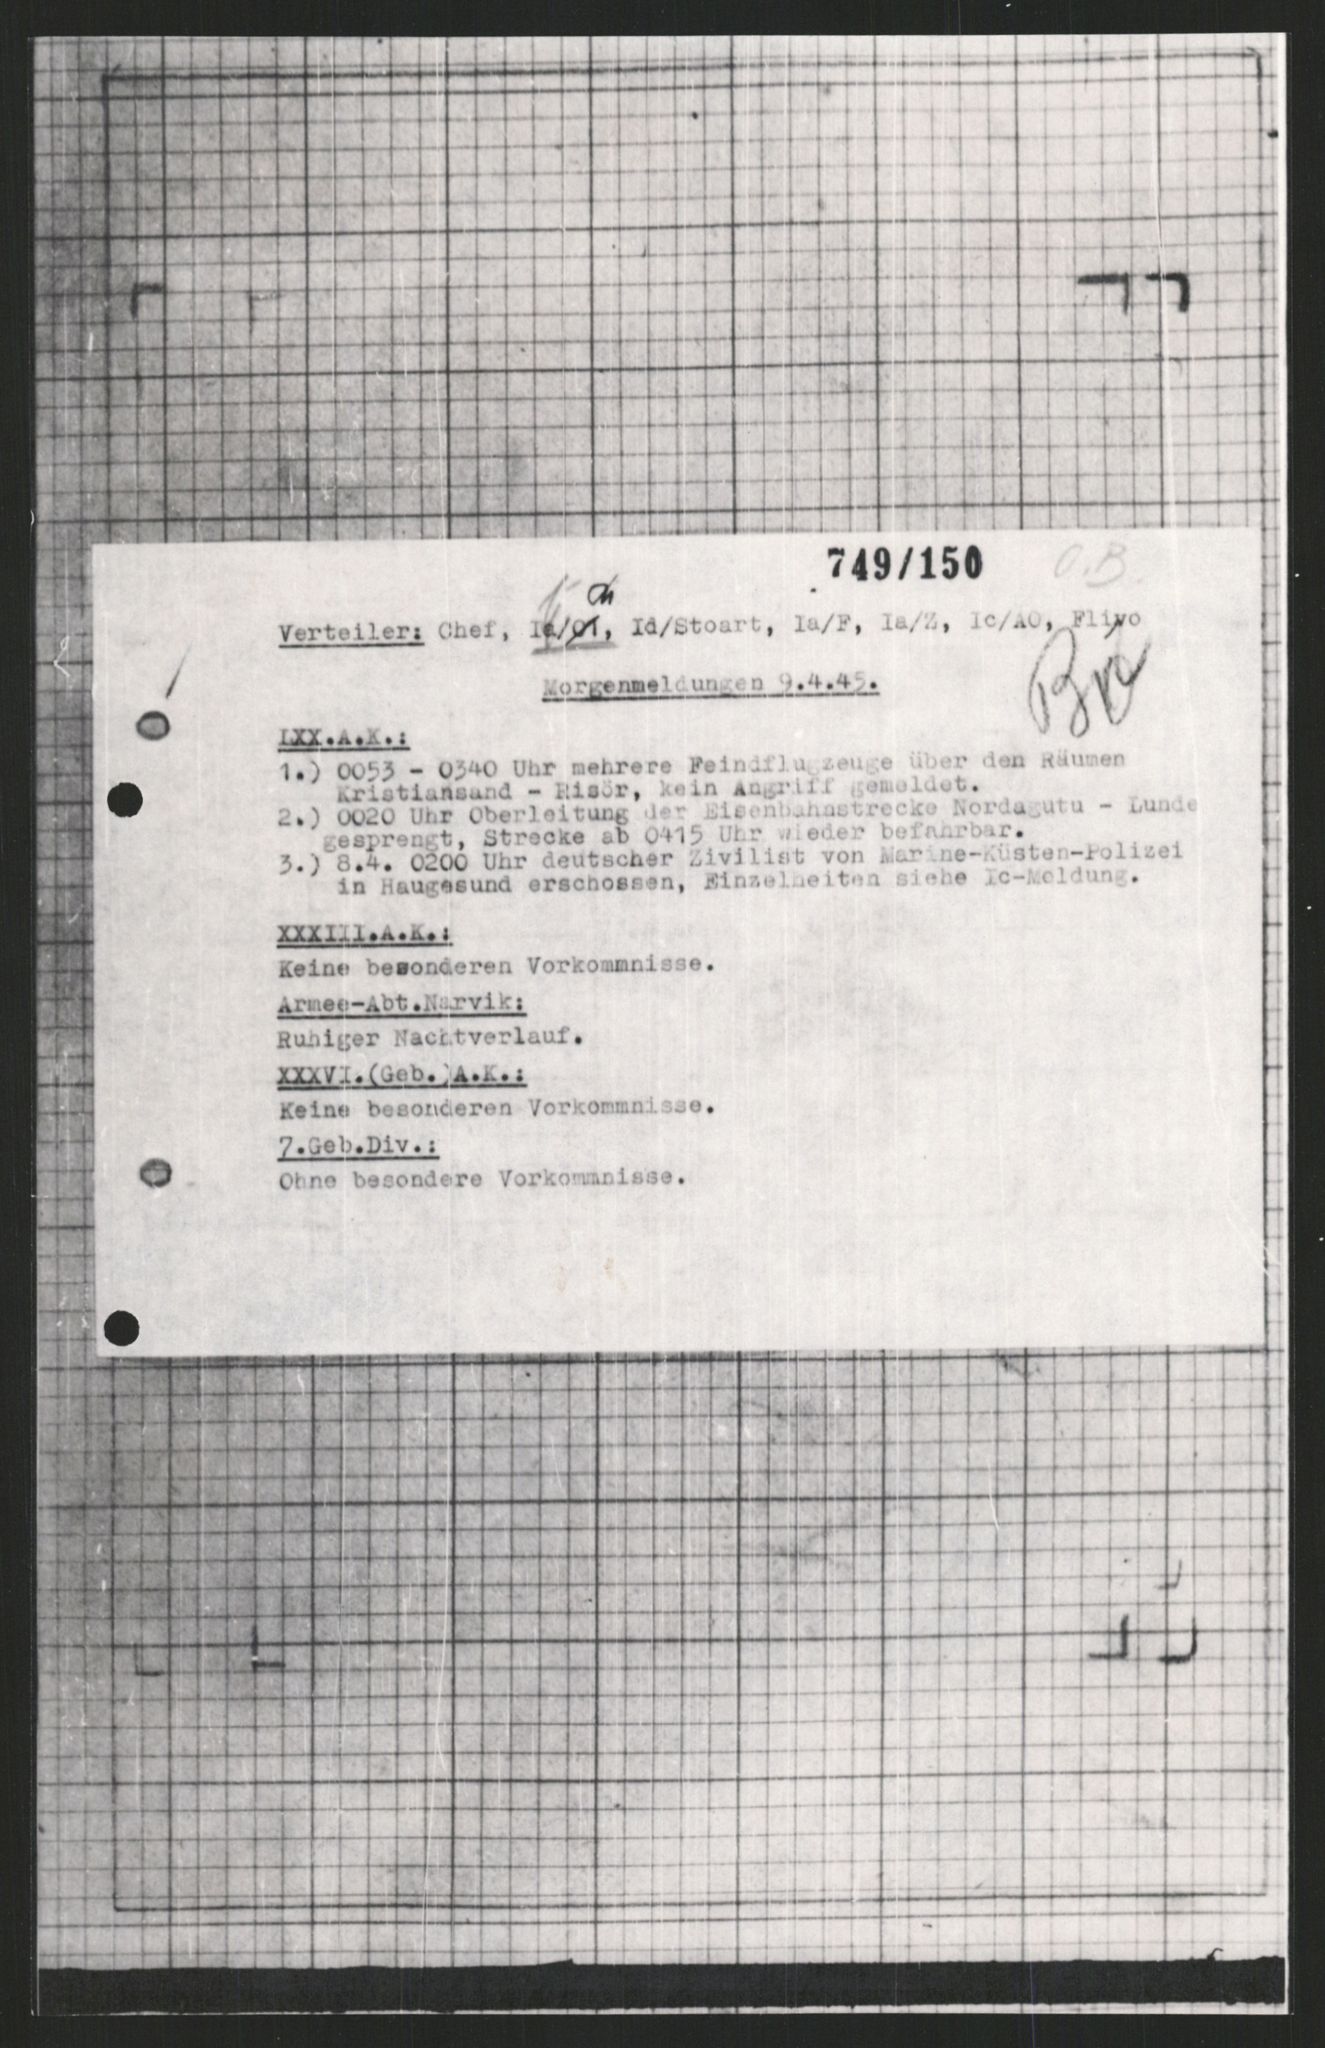 749/150 O.B.
Verteiler: Chef, Ia/O1, Id/Stoart, Ia/F, Ia/Z, Ic/AO, Flivo
Morgenmeldungen 9.4.45.
LXX.A.K.:
1.) 0053 - 0340 Uhr mehrere Feindflugzeuge über den Räumen
Kristiansand - Risör, kein Angriff gemeldet.
2.) 0020 Uhr Oberleitung der Eisenbahnstrecke Nordagutu - Lunde
gesprengt, Strecke ab 0415 Uhr wieder befahrbar.
3.) 8.4. 0200 Uhr deutscher Zivilist von Marine-Küsten-Polizei
in Haugesund erschossen, Einzelheiten siehe Ic-Meldung.
XXXIII.A.K.:
Keine besonderen Vorkommnisse.
Armee-Abt.Narvik:
Ruhiger Nachtverlauf.
XXXVI.(Geb.)A.K.:
Keine besonderen Vorkommnisse.
7.Geb.Div.:
Ohne besondere Vorkommnisse.